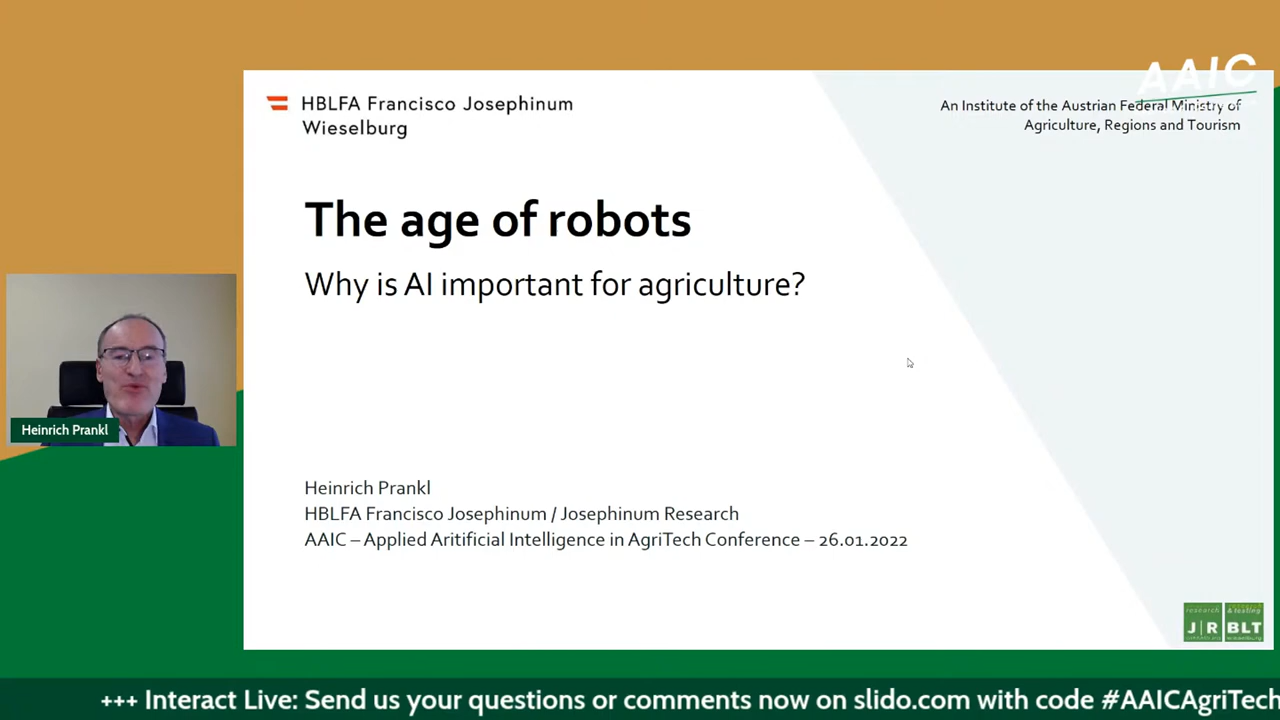 HBLFA Francisco Josephinum
Wieselburg
AAIC
An Institute of the Austrian Federal Ministry of
Agriculture, Regions and Tourism
The age of robots
Why is AI important for agriculture?
Heinrich Prankl
Heinrich Prankl
HBLFA Francisco Josephinum / Josephinum Research
AAIC – Applied Aritificial Intelligence in AgriTech Conference – 26.01.2022
research
J|R
& testing
BLT
+++ Interact Live: Send us your questions or comments now on slido.com with code #AAICAgriTech